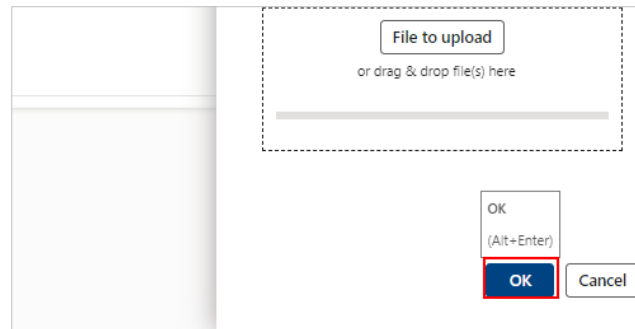 File to upload
or drag & drop file(s) here
OK
(Alt+Enter)
OK Cancel